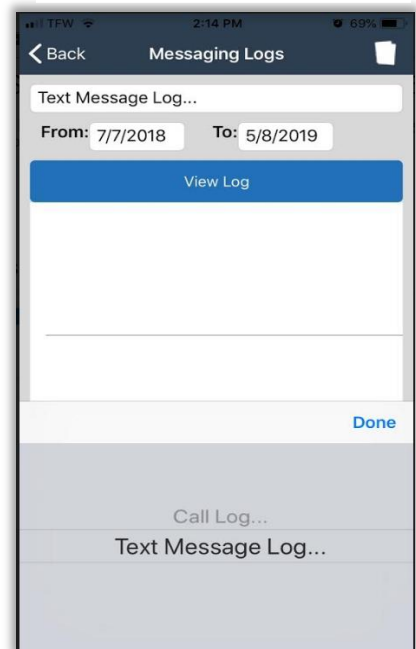 TFW 2:14 PM 69%
Back Messaging Logs
Text Message Log...
From: 7/7/2018 To: 5/8/2019
View Log
Done
Call Log...
Text Message Log...